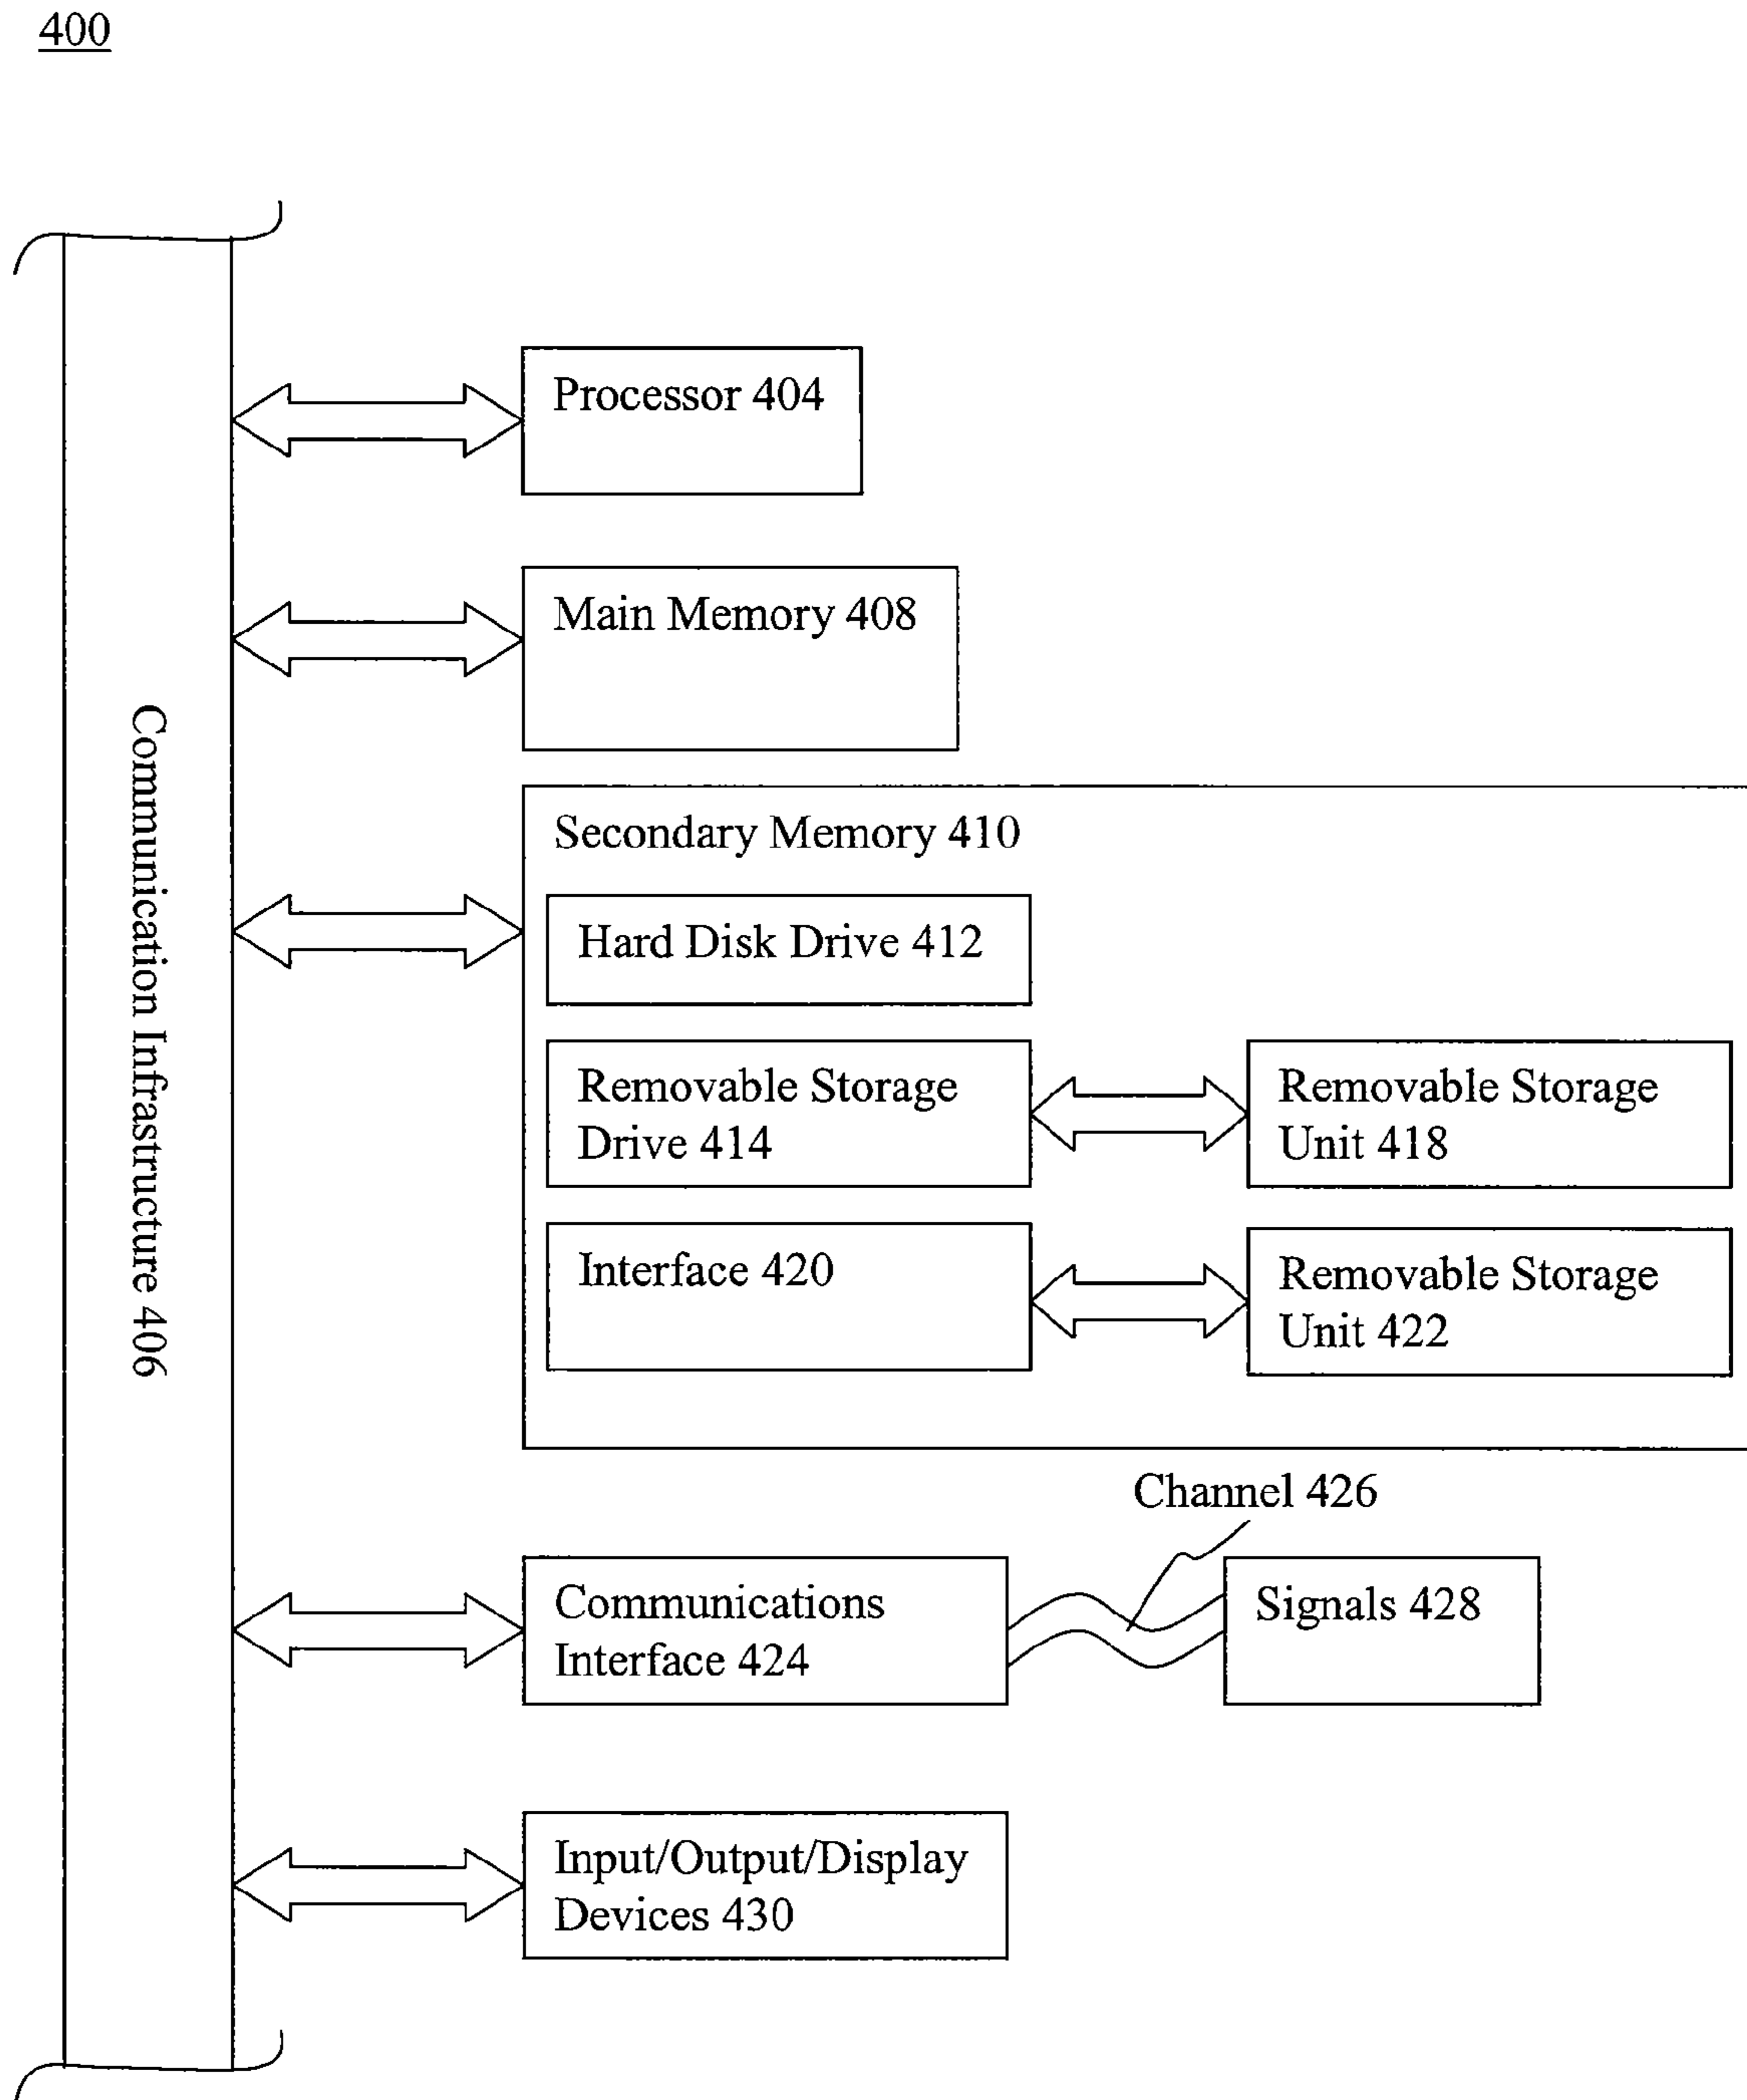 400
Communication Infrastructure 406
Processor 404
Main Memory 408
Secondary Memory 410
Hard Disk Drive 412
Removable Storage
Drive 414
Removable Storage
Unit 418
Interface 420
Removable Storage
Unit 422
Channel 426
Communications
Interface 424
Signals 428
Input/Output/Display
Devices 430